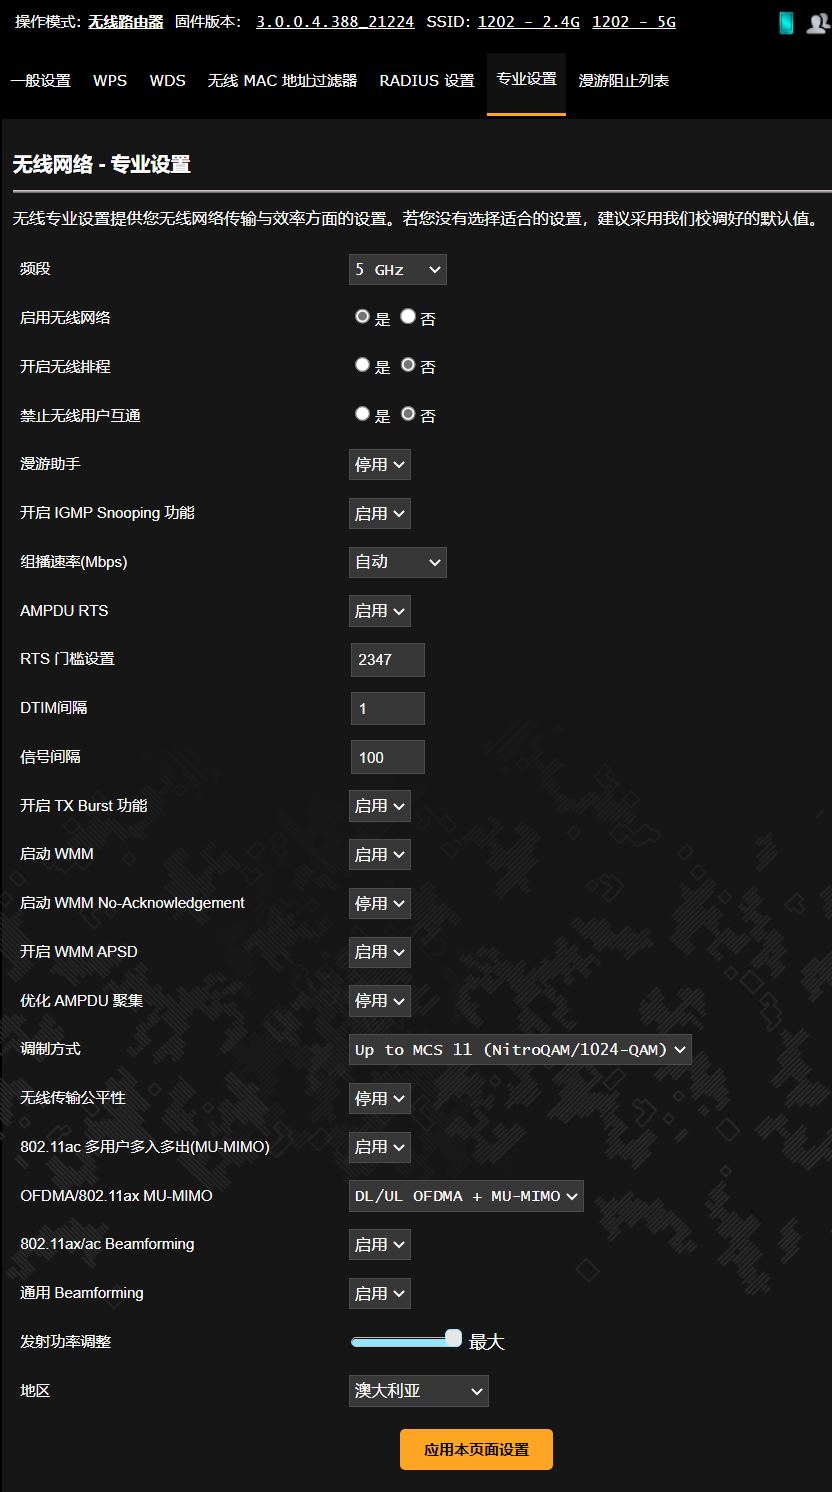 操作模式: 无线路由器 固件版本: 3.0.0.4.388_21224 SSID: 1202 - 2.4G 1202 - 5G
一般设置 WPS WDS 无线 MAC 地址过滤器 RADIUS 设置 专业设置 漫游阻止列表
无线网络 - 专业设置
无线专业设置提供您无线网络传输与效率方面的设置。若您没有选择适合的设置，建议采用我们校调好的默认值。
频段 5 GHz
启用无线网络 是 否
开启无线排程 是 否
禁止无线用户互通 是 否
漫游助手 停用
开启 IGMP Snooping 功能 启用
组播速率(Mbps) 自动
AMPDU RTS 启用
RTS 门槛设置 2347
DTIM间隔 1
信号间隔 100
开启 TX Burst 功能 启用
启动 WMM 启用
启动 WMM No-Acknowledgement 停用
开启 WMM APSD 启用
优化 AMPDU 聚集 停用
调制方式 Up to MCS 11 (NitroQAM/1024-QAM)
无线传输公平性 停用
802.11ac 多用户多入多出(MU-MIMO) 启用
OFDMA/802.11ax MU-MIMO DL/UL OFDMA + MU-MIMO
802.11ax/ac Beamforming 启用
通用 Beamforming 启用
发射功率调整 最大
地区 澳大利亚
应用本页面设置